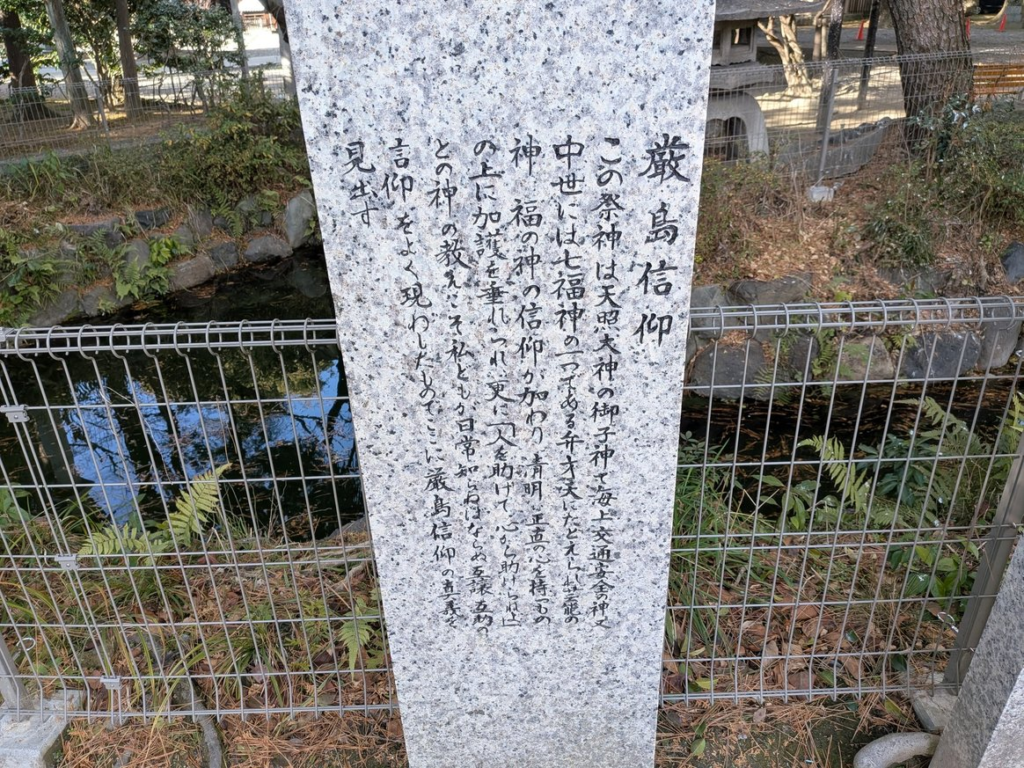 厳島信仰
この祭神は天照大神の御子神で海上交通安全の神で
中世には七福神の一つである弁才天にたとえられ芸能の
神 福の神の信仰が加わり 清明 正直の心を持つもの
の上に加護を垂れられ、更に「人を助けて、心から助けられよ」
との神の教えこそ私どもが日常知らねばならぬ互譲 互助の
信仰をよく現わしたものでここに厳島信仰の真義を
見出す